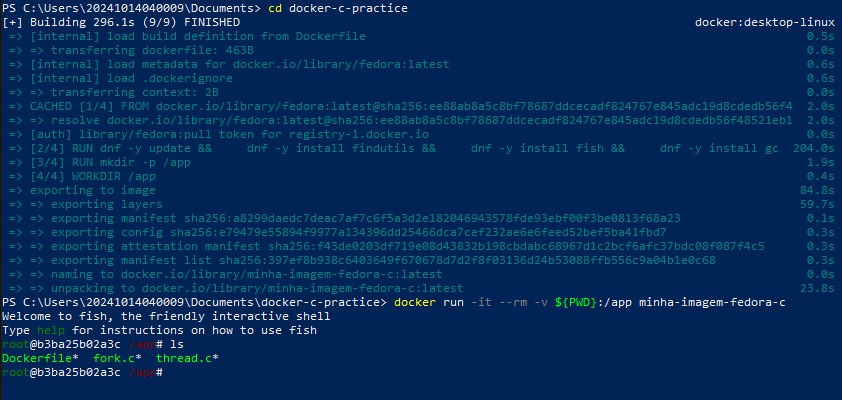 PS C:\Users\20241014040009\Documents> cd docker-c-practice
[+] Building 296.1s (9/9) FINISHED docker:desktop-linux
=> [internal] load build definition from Dockerfile 0.5s
=> => transferring dockerfile: 463B 0.0s
=> [internal] load metadata for docker.io/library/fedora:latest 0.6s
=> [internal] load .dockerignore 0.6s
=> => transferring context: 2B 0.0s
=> CACHED [1/4] FROM docker.io/library/fedora:latest@sha256:ee88ab8a5c8bf78687ddcecadf824767e845adc19d8cdedb56f4 2.0s
=> => resolve docker.io/library/fedora:latest@sha256:ee88ab8a5c8bf78687ddcecadf824767e845adc19d8cdedb56f48521eb1 2.0s
=> [auth] library/fedora:pull token for registry-1.docker.io 0.0s
=> [2/4] RUN dnf -y update && dnf -y install findutils && dnf -y install fish && dnf -y install gc 204.0s
=> [3/4] RUN mkdir -p /app 1.9s
=> [4/4] WORKDIR /app 0.4s
=> exporting to image 84.8s
=> => exporting layers 59.7s
=> => exporting manifest sha256:a8299daedc7deac7af7c6f5a3d2e182046943578fde93ebf00f3be0813f68a23 0.1s
=> => exporting config sha256:e79479e55894f9977a134396dd25466dca7cef232ae6e6feed52bef5ba41fbd7 0.3s
=> => exporting attestation manifest sha256:f43de0203df719e08d43832b198cbdabc68967d1c2bcf6afc37bdc08f087f4c5 0.3s
=> => exporting manifest list sha256:397ef8b938c6403649f670678d7d2f8f03136d24b53088ffb556c9a04b1e0c68 0.3s
=> => naming to docker.io/library/minha-imagem-fedora-c:latest 0.0s
=> => unpacking to docker.io/library/minha-imagem-fedora-c:latest 23.8s
PS C:\Users\20241014040009\Documents\docker-c-practice> docker run -it --rm -v ${PWD}:/app minha-imagem-fedora-c
Welcome to fish, the friendly interactive shell
Type help for instructions on how to use fish
root@b3ba25b02a3c /app# ls
Dockerfile* fork.c* thread.c*
root@b3ba25b02a3c /app#